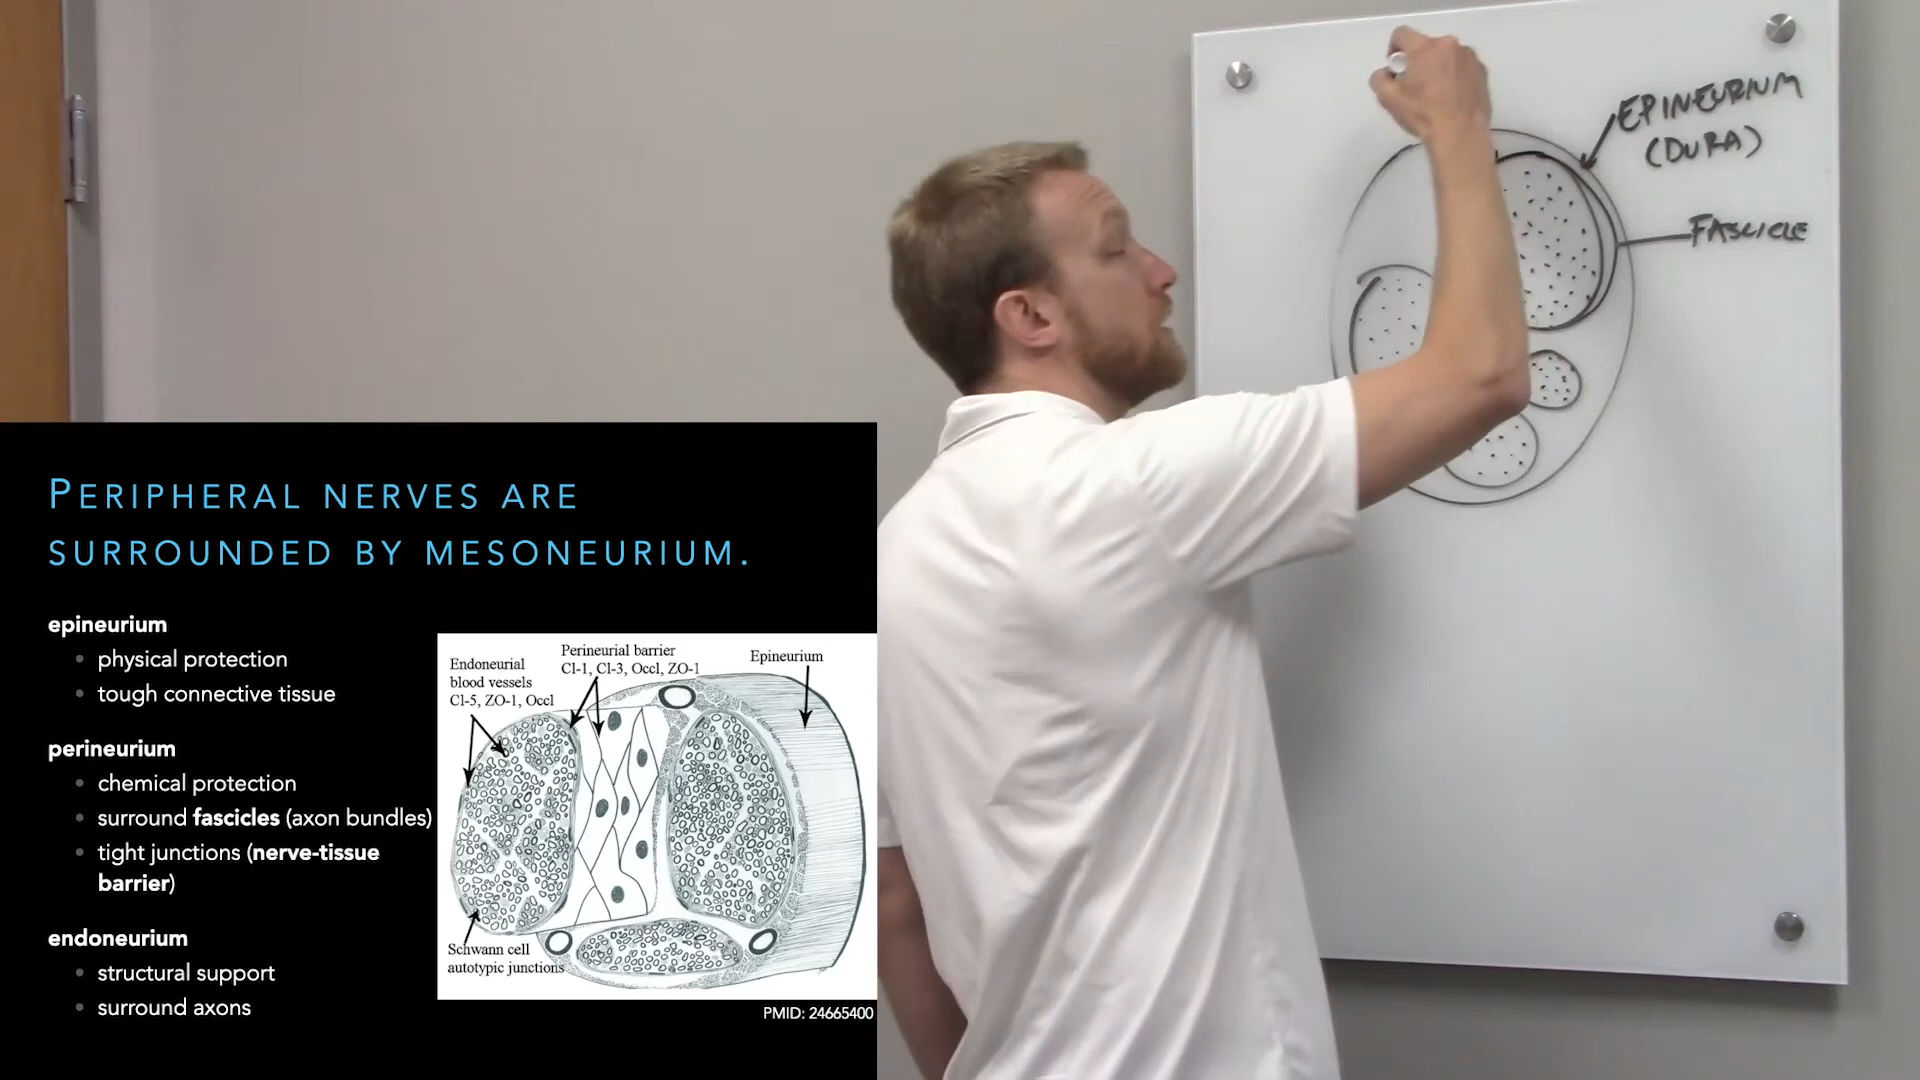 PERIPHERAL NERVES ARE
SURROUNDED BY MESONEURIUM.
epineurium
• physical protection
• tough connective tissue
perineurium
• chemical protection
• surround fascicles (axon bundles)
• tight junctions (nerve-tissue
barrier)
endoneurium
• structural support
• surround axons
Endoneurial
blood vessels
Cl-5, ZO-1, Occl
Perineurial barrier
Cl-1, Cl-3, Occl, ZO-1
Epineurium
Schwann cell
autotypic junctions
PMID: 24665400
EPINEURIUM
(DURA)
FASCICLE